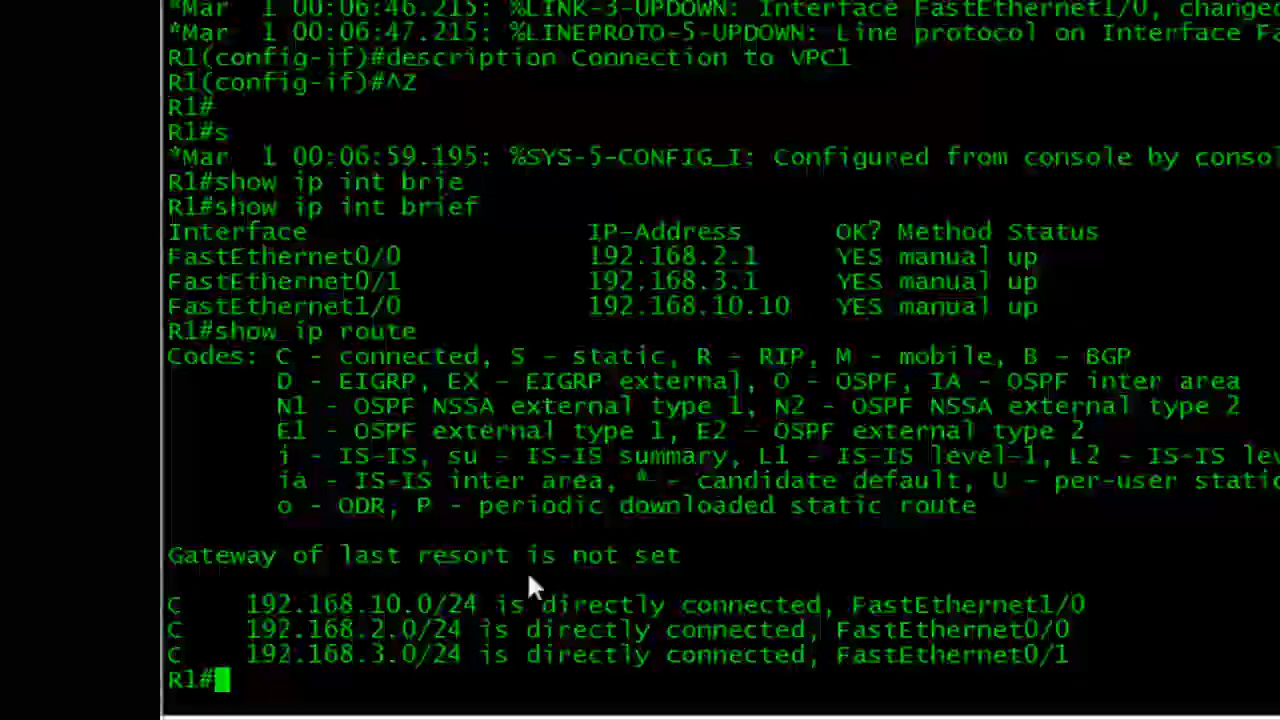 *Mar  1 00:06:46.215: %LINK-3-UPDOWN: Interface FastEthernet1/0, changed
*Mar  1 00:06:47.215: %LINEPROTO-5-UPDOWN: Line protocol on Interface Fa
R1(config-if)#description Connection to VPC1
R1(config-if)#^Z
R1#
R1#s
*Mar  1 00:06:59.195: %SYS-5-CONFIG_I: Configured from console by conso
R1#show ip int brie
R1#show ip int brief
Interface IP-Address OK? Method Status
FastEthernet0/0 192.168.2.1 YES manual up
FastEthernet0/1 192.168.3.1 YES manual up
FastEthernet1/0 192.168.10.10 YES manual up
R1#show ip route
Codes: C - connected, S - static, R - RIP, M - mobile, B - BGP
D - EIGRP, EX - EIGRP external, O - OSPF, IA - OSPF inter area
N1 - OSPF NSSA external type 1, N2 - OSPF NSSA external type 2
E1 - OSPF external type 1, E2 - OSPF external type 2
i - IS-IS, su - IS-IS summary, L1 - IS-IS level-1, L2 - IS-IS lev
ia - IS-IS inter area, * - candidate default, U - per-user static
o - ODR, P - periodic downloaded static route
Gateway of last resort is not set
C 192.168.10.0/24 is directly connected, FastEthernet1/0
C 192.168.2.0/24 is directly connected, FastEthernet0/0
C 192.168.3.0/24 is directly connected, FastEthernet0/1
R1#